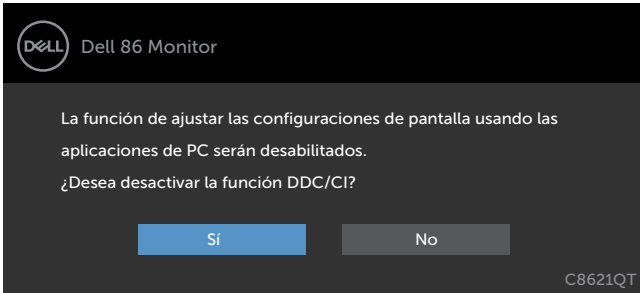 DELL
Dell 86 Monitor
La función de ajustar las configuraciones de pantalla usando las
aplicaciones de PC serán desabilitados.
¿Desea desactivar la función DDC/CI?
Sí
No
C8621QT